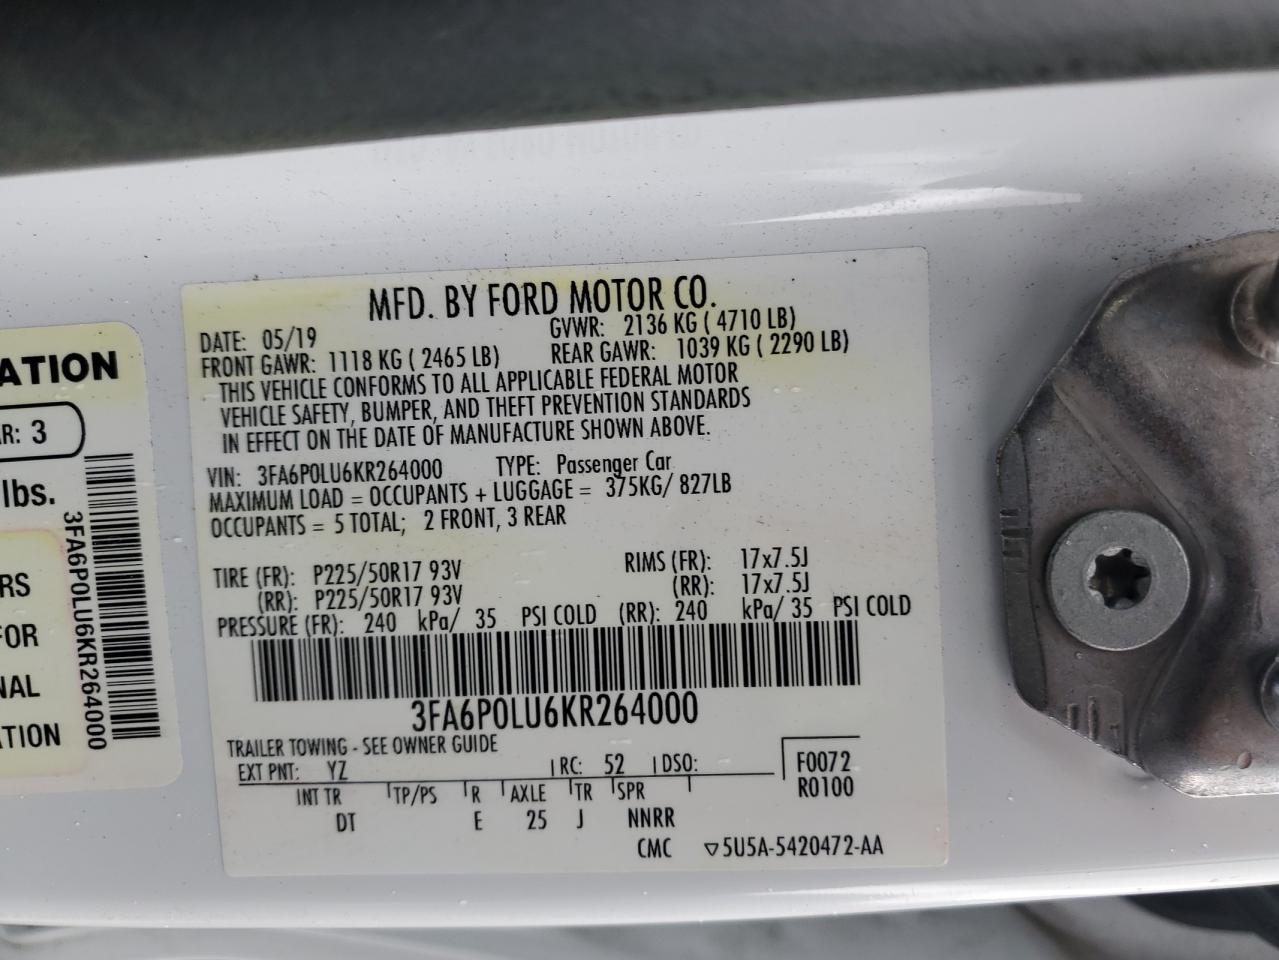 MFD. BY FORD MOTOR CO.
DATE: 05/19 GVWR: 2136 KG ( 4710 LB)
FRONT GAWR: 1118 KG ( 2465 LB) REAR GAWR: 1039 KG ( 2290 LB)
THIS VEHICLE CONFORMS TO ALL APPLICABLE FEDERAL MOTOR
VEHICLE SAFETY, BUMPER, AND THEFT PREVENTION STANDARDS
IN EFFECT ON THE DATE OF MANUFACTURE SHOWN ABOVE.
VIN: 3FA6P0LU6KR264000 TYPE: Passenger Car
MAXIMUM LOAD = OCCUPANTS + LUGGAGE = 375KG/ 827LB
OCCUPANTS = 5 TOTAL; 2 FRONT, 3 REAR
TIRE (FR): P225/50R17 93V RIMS (FR): 17x7.5J
(RR): P225/50R17 93V (RR): 17x7.5J
PRESSURE (FR): 240 kPa/ 35 PSI COLD (RR): 240 kPa/ 35 PSI COLD
3FA6P0LU6KR264000
TRAILER TOWING - SEE OWNER GUIDE
EXT PNT: YZ RC: 52 DSO: F0072
R0100
INT TR TP/PS R AXLE TR SPR
DT E 25 J NNRR
CMC ▽5U5A-5420472-AA
ATION
AR: 3
lbs.
RS
FOR
NAL
ATION
3FA6P0LU6KR264000